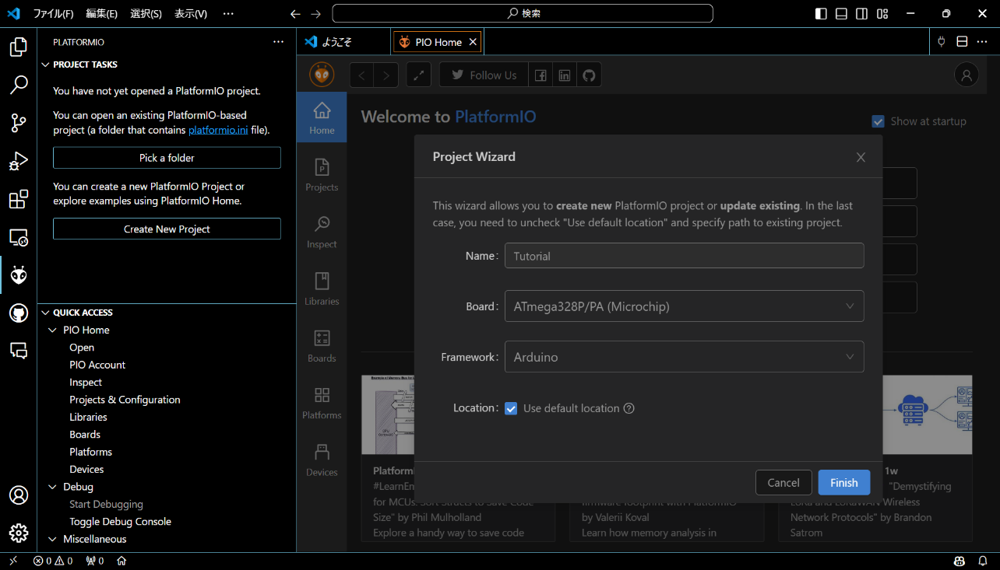 ファイル(F) 編集(E) 選択(S) 表示(V) ··· 検索
PLATFORMIO ···
ようこそ
PIO Home
PROJECT TASKS
You have not yet opened a PlatformIO project.
You can open an existing PlatformIO-based
project (a folder that contains platformio.ini file).
Pick a folder
You can create a new PlatformIO Project or
explore examples using PlatformIO Home.
Create New Project
QUICK ACCESS
PIO Home
Open
PIO Account
Inspect
Projects & Configuration
Libraries
Boards
Platforms
Devices
Debug
Start Debugging
Toggle Debug Console
Miscellaneous
Follow Us
Home
Projects
Inspect
Libraries
Boards
Platforms
Devices
Welcome to PlatformIO
Show at startup
Project Wizard
This wizard allows you to create new PlatformIO project or update existing. In the last
case, you need to uncheck "Use default location" and specify path to existing project.
Name: Tutorial
Board: ATmega328P/PA (Microchip)
Framework: Arduino
Location: Use default location
Cancel Finish
Platform
#LearnEm
for MCUs: Sort Structs to Save Code
Size" by Phil Mulholland
Explore a handy way to save code
firmware footprint with PlatformIO
by Valerii Koval
Learn how memory analysis in
1w
"Demystifying
LoRa and LoRaWAN Wireless
Network Protocols" by Brandon
Satrom
0 0 0